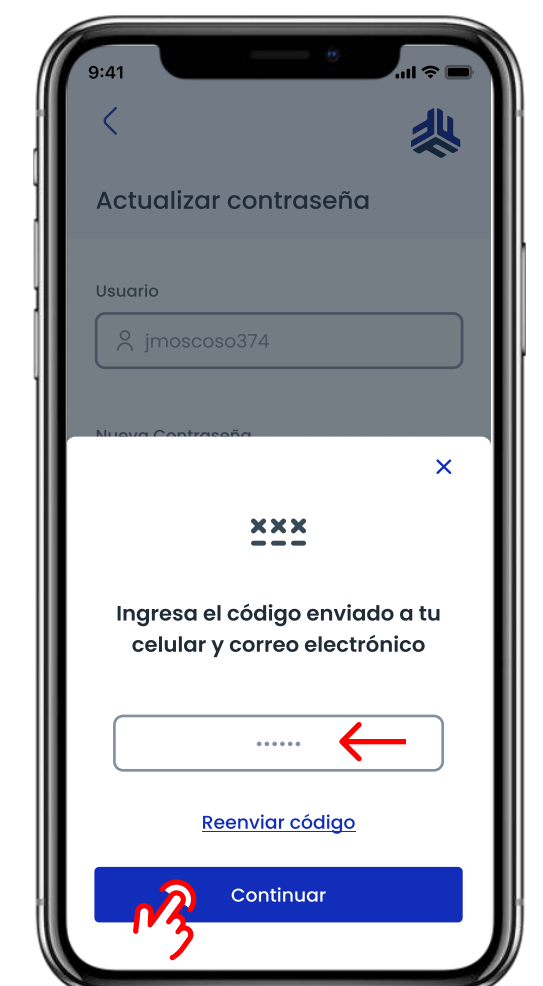 9:41
Actualizar contraseña
Usuario
jmoscoso374
Nueva Contraseña
Ingresa el código enviado a tu
celular y correo electrónico
Reenviar código
Continuar